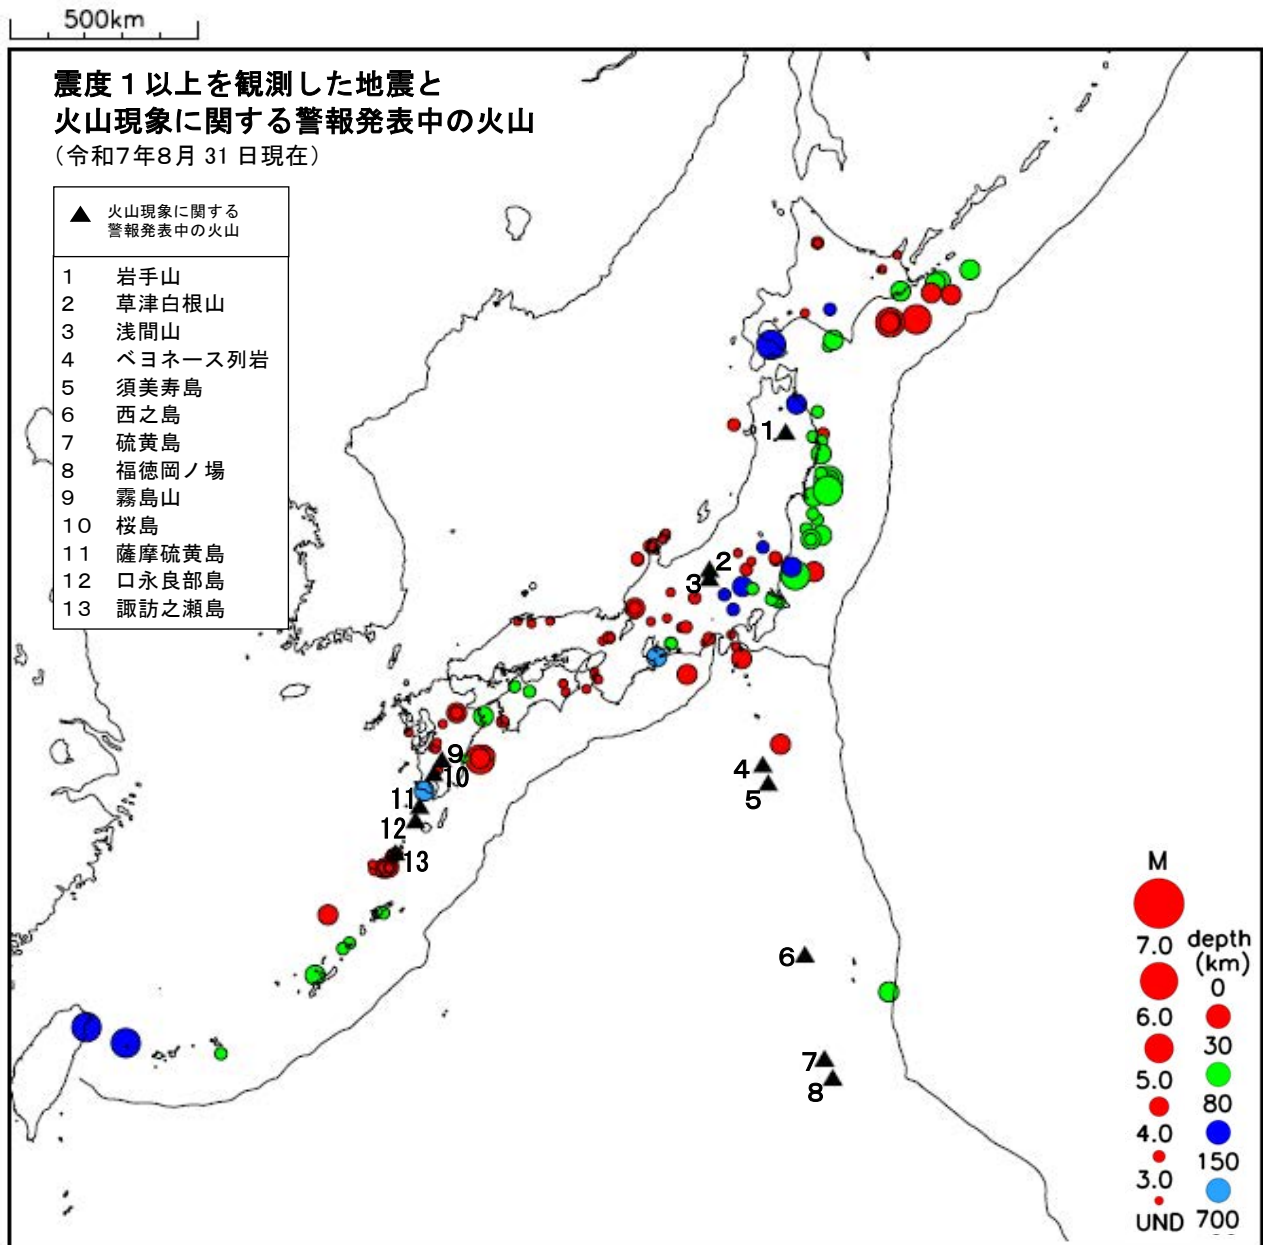 500km
震度１以上を観測した地震と
火山現象に関する警報発表中の火山
（令和7年8月 31 日現在）
▲ 火山現象に関する
警報発表中の火山
1 岩手山
2 草津白根山
3 浅間山
4 ベヨネース列岩
5 須美寿島
6 西之島
7 硫黄島
8 福徳岡ノ場
9 霧島山
10 桜島
11 薩摩硫黄島
12 口永良部島
13 諏訪之瀬島
1
2
3
9
10
4
5
11
12
13
6
7
8
M
7.0
6.0
5.0
4.0
3.0
UND
depth
(km)
0
30
80
150
700